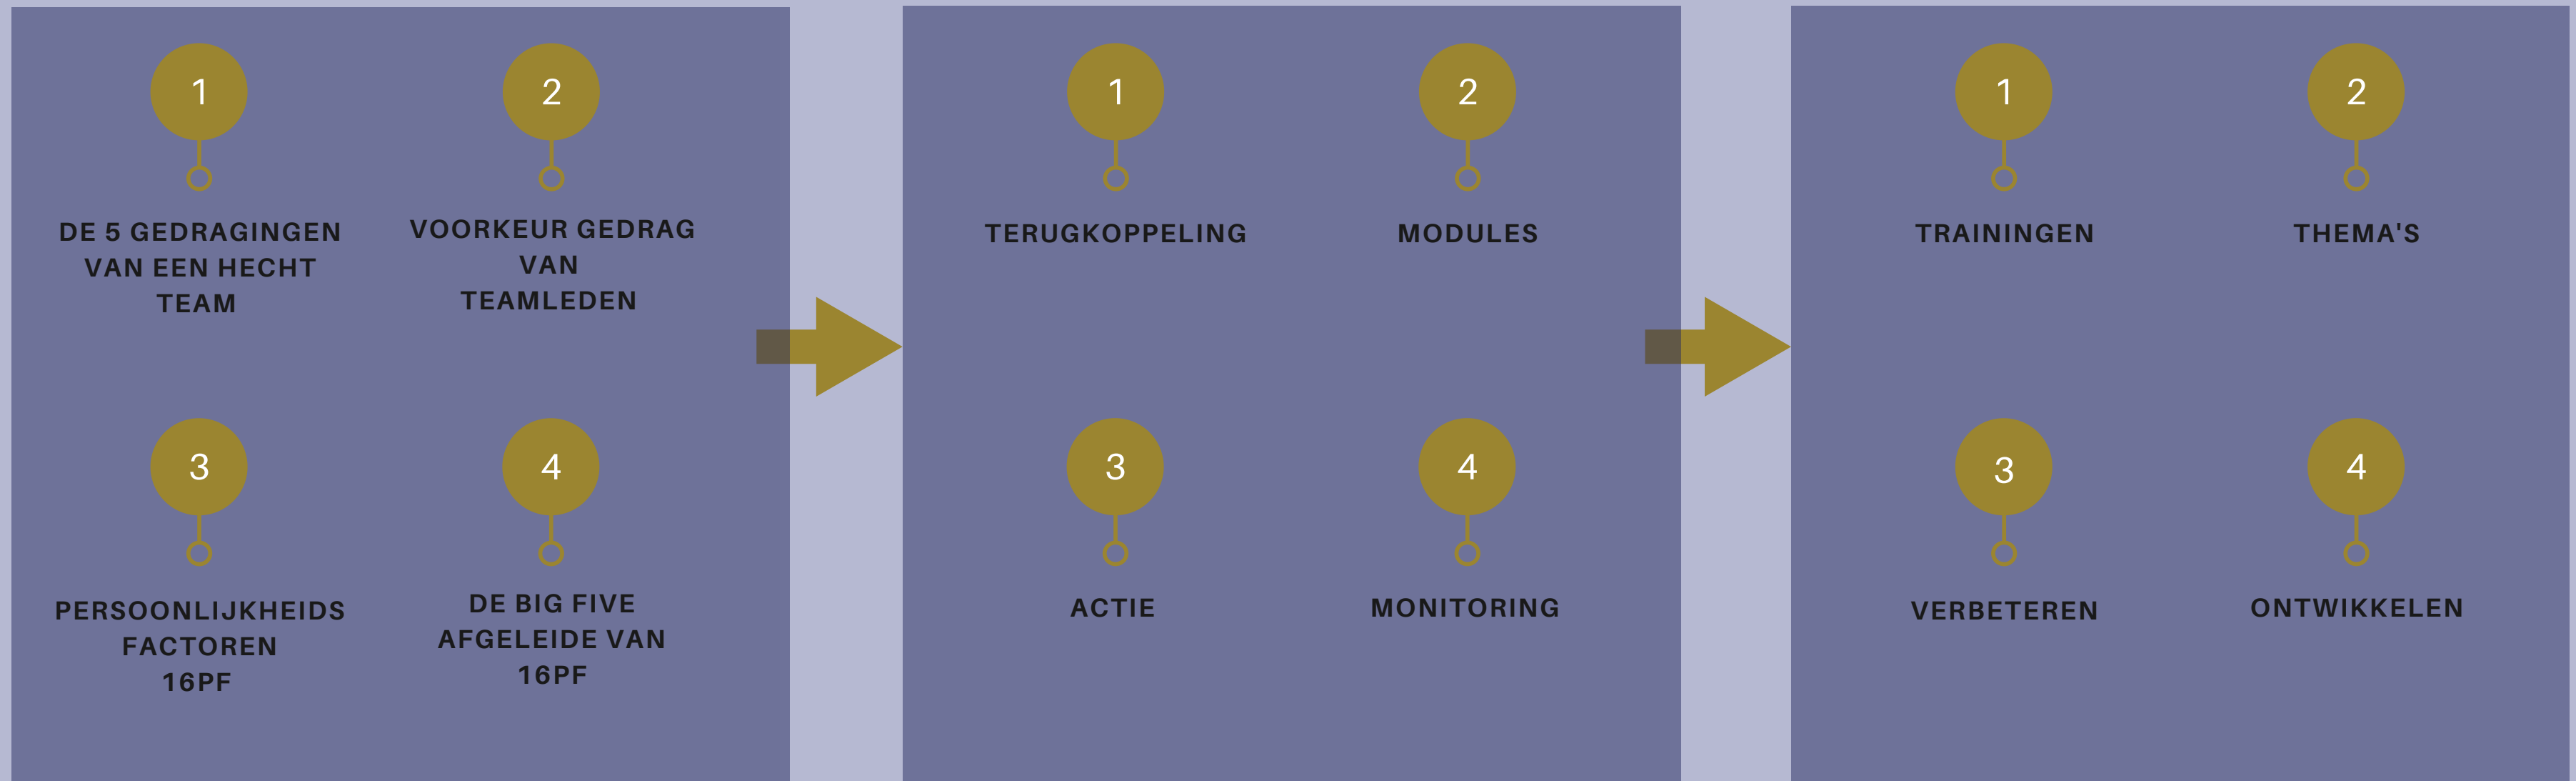 1
DE 5 GEDRAGINGEN
VAN EEN HECHT
TEAM
2
VOORKEUR GEDRAG
VAN
TEAMLEDEN
3
PERSOONLIJKHEIDS
FACTOREN
16PF
4
DE BIG FIVE
AFGELEIDE VAN
16PF
1
TERUGKOPPELING
2
MODULES
3
ACTIE
4
MONITORING
1
TRAININGEN
2
THEMA'S
3
VERBETEREN
4
ONTWIKKELEN